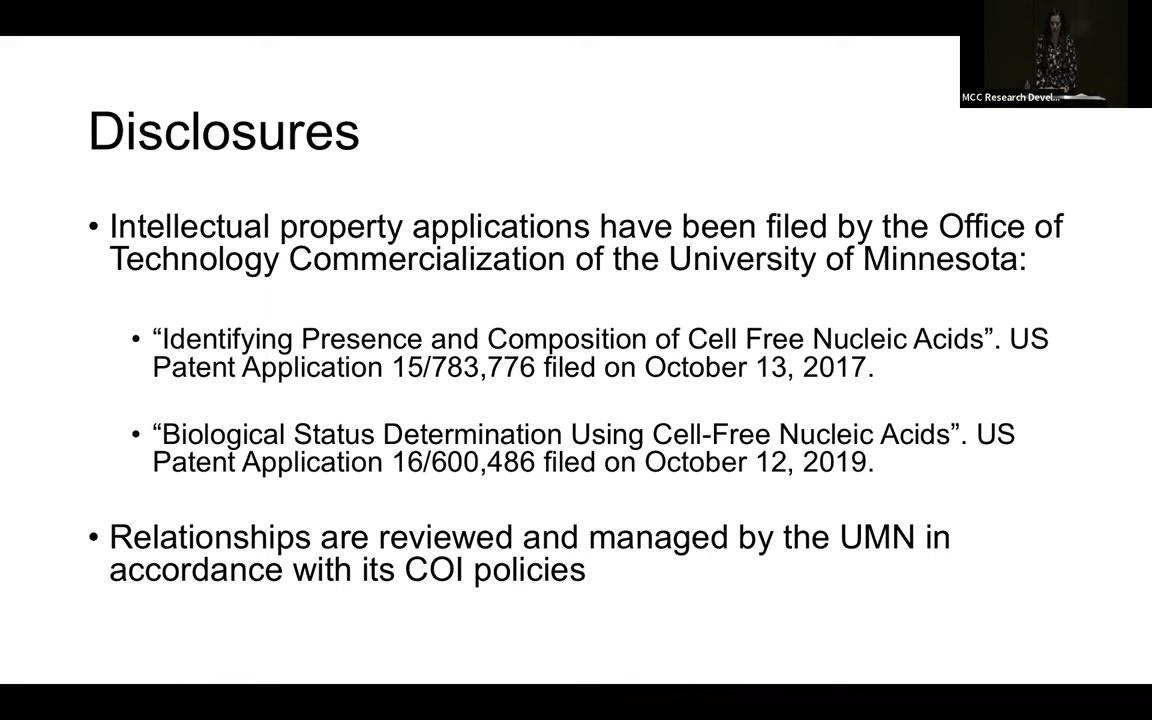 MCC Research Devel...
Disclosures
• Intellectual property applications have been filed by the Office of
Technology Commercialization of the University of Minnesota:
• “Identifying Presence and Composition of Cell Free Nucleic Acids”. US
Patent Application 15/783,776 filed on October 13, 2017.
• “Biological Status Determination Using Cell-Free Nucleic Acids”. US
Patent Application 16/600,486 filed on October 12, 2019.
• Relationships are reviewed and managed by the UMN in
accordance with its COI policies